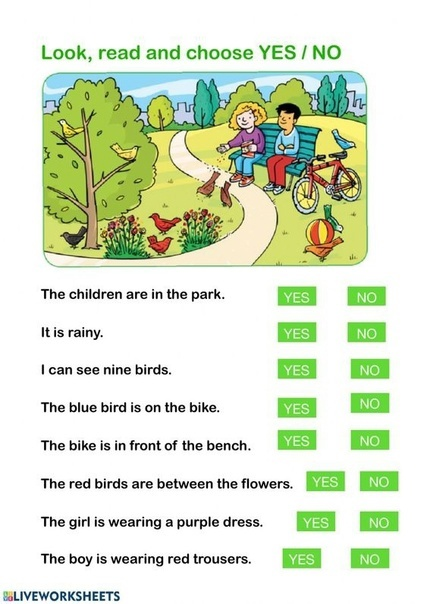 Look, read and choose YES / NO
The children are in the park. YES NO
It is rainy. YES NO
I can see nine birds. YES NO
The blue bird is on the bike. YES NO
The bike is in front of the bench. YES NO
The red birds are between the flowers. YES NO
The girl is wearing a purple dress. YES NO
The boy is wearing red trousers. YES NO
LIVEWORKSHEETS